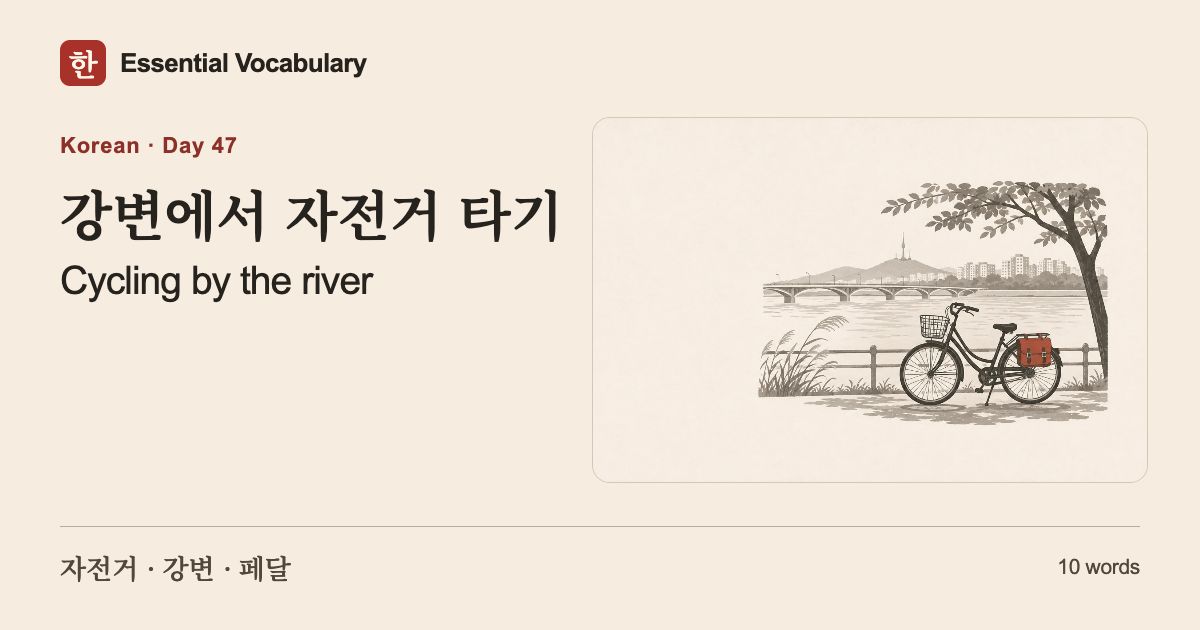 한 Essential Vocabulary
Korean · Day 47
강변에서 자전거 타기
Cycling by the river
자전거 · 강변 · 페달
10 words